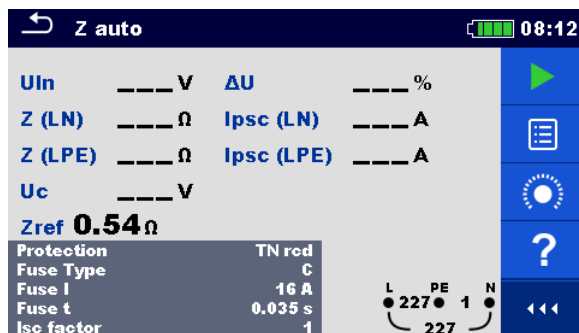 Z auto 08:12
UIn ___V ΔU ___%
Z (LN) ___Ω Ipsc (LN) ___A
Z (LPE) ___Ω Ipsc (LPE) ___A
Uc ___V
Zref 0.54Ω
Protection TN rcd
Fuse Type C
Fuse I 16 A
Fuse t 0.035 s
Isc factor 1
L PE N
227 1
227
?